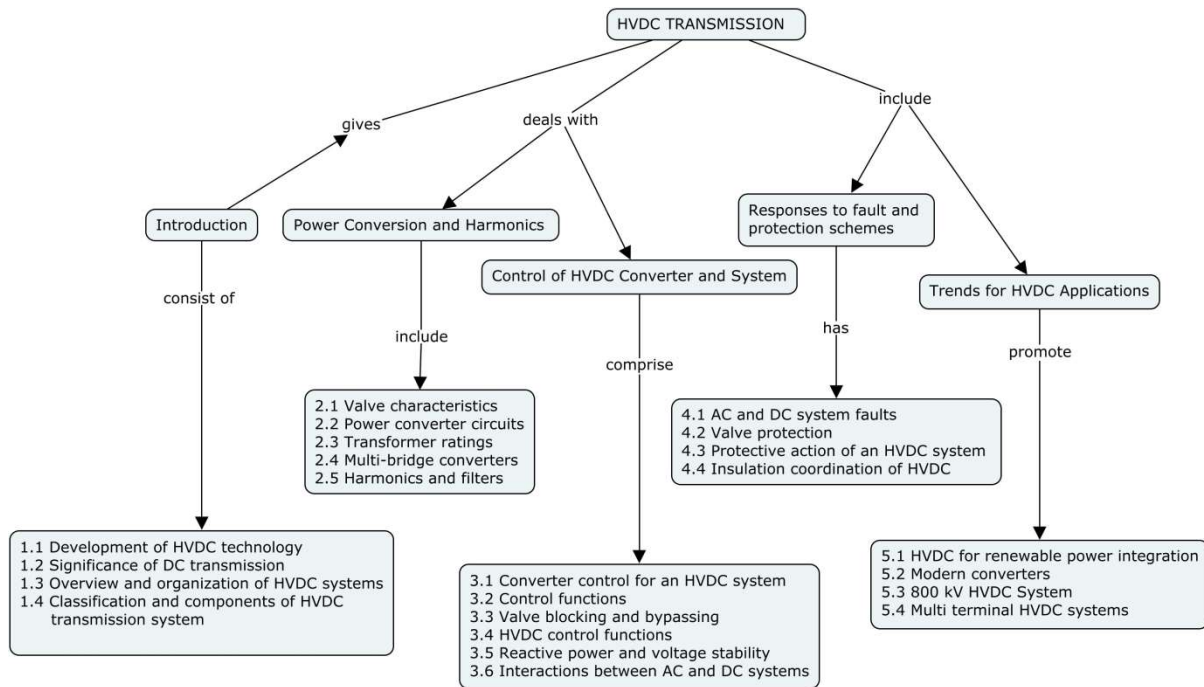 HVDC TRANSMISSION
gives
deals with
include
Introduction
Power Conversion and Harmonics
Control of HVDC Converter and System
Responses to fault and
protection schemes
Trends for HVDC Applications
consist of
include
comprise
has
promote
1.1 Development of HVDC technology
1.2 Significance of DC transmission
1.3 Overview and organization of HVDC systems
1.4 Classification and components of HVDC
transmission system
2.1 Valve characteristics
2.2 Power converter circuits
2.3 Transformer ratings
2.4 Multi-bridge converters
2.5 Harmonics and filters
3.1 Converter control for an HVDC system
3.2 Control functions
3.3 Valve blocking and bypassing
3.4 HVDC control functions
3.5 Reactive power and voltage stability
3.6 Interactions between AC and DC systems
4.1 AC and DC system faults
4.2 Valve protection
4.3 Protective action of an HVDC system
4.4 Insulation coordination of HVDC
5.1 HVDC for renewable power integration
5.2 Modern converters
5.3 800 kV HVDC System
5.4 Multi terminal HVDC systems